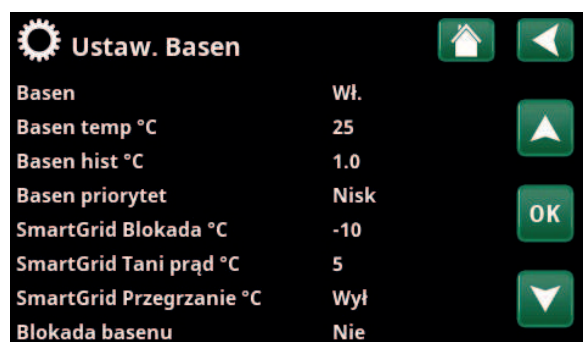 Ustaw. Basen
Basen Wł.
Basen temp °C 25
Basen hist °C 1.0
Basen priorytet Nisk
OK
SmartGrid Blokada °C -10
SmartGrid Tani prąd °C 5
SmartGrid Przegrzanie °C Wył
Blokada basenu Nie